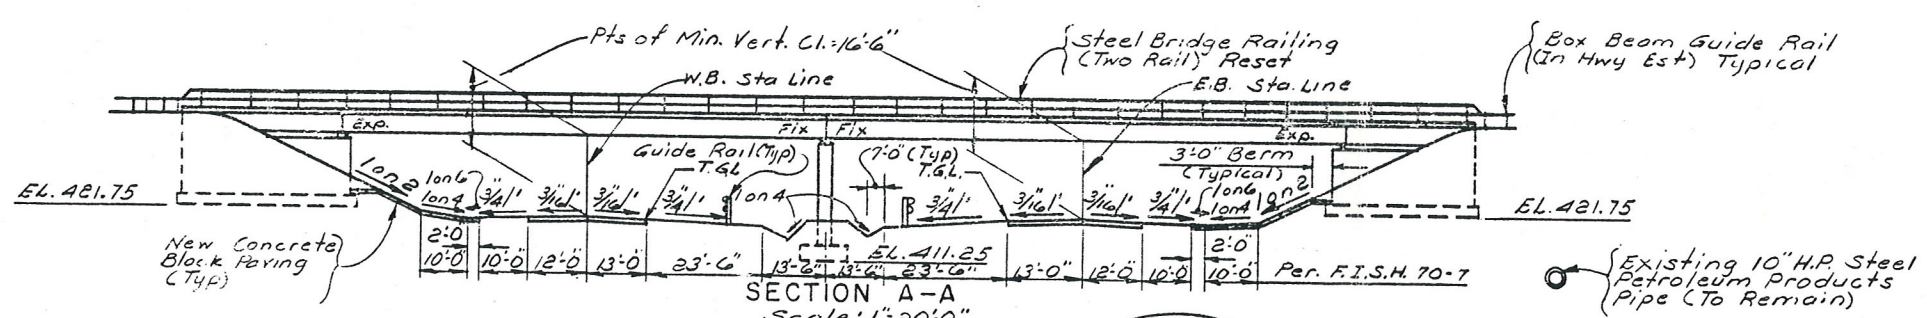 Pts of Min. Vert. Cl.=16'-6"
Steel Bridge Railing
(Two Rail) Reset
Box Beam Guide Rail
(In Hwy Est) Typical
W.B. Sta Line
E.B. Sta. Line
Exp.
Fix
Fix
Exp.
Guide Rail (Typ)
T.G.L
7'-0" (Typ)
T.G.L.
3'-0" Berm
(Typical)
EL. 421.75
1 on 2
1 on 6
1 on 4
3/4"/1'
3/16"/1'
3/16"/1'
3/4"/1'
1 on 4
3/4"/1'
3/16"/1'
3/16"/1'
3/4"/1'
1 on 6
1 on 4
1 on 2
EL. 421.75
New Concrete
Block Paving
(Typ)
2'-0"
EL. 411.25
2'-0"
10'-0"
10'-0"
12'-0"
13'-0"
23'-6"
13'-6"
13'-6"
23'-6"
13'-0"
12'-0"
10'-0"
10'-0"
Per. F.I.S.H. 70-7
Existing 10" H.P. Steel
Petroleum Products
Pipe (To Remain)
SECTION A-A
Scale: 1"=20'-0"